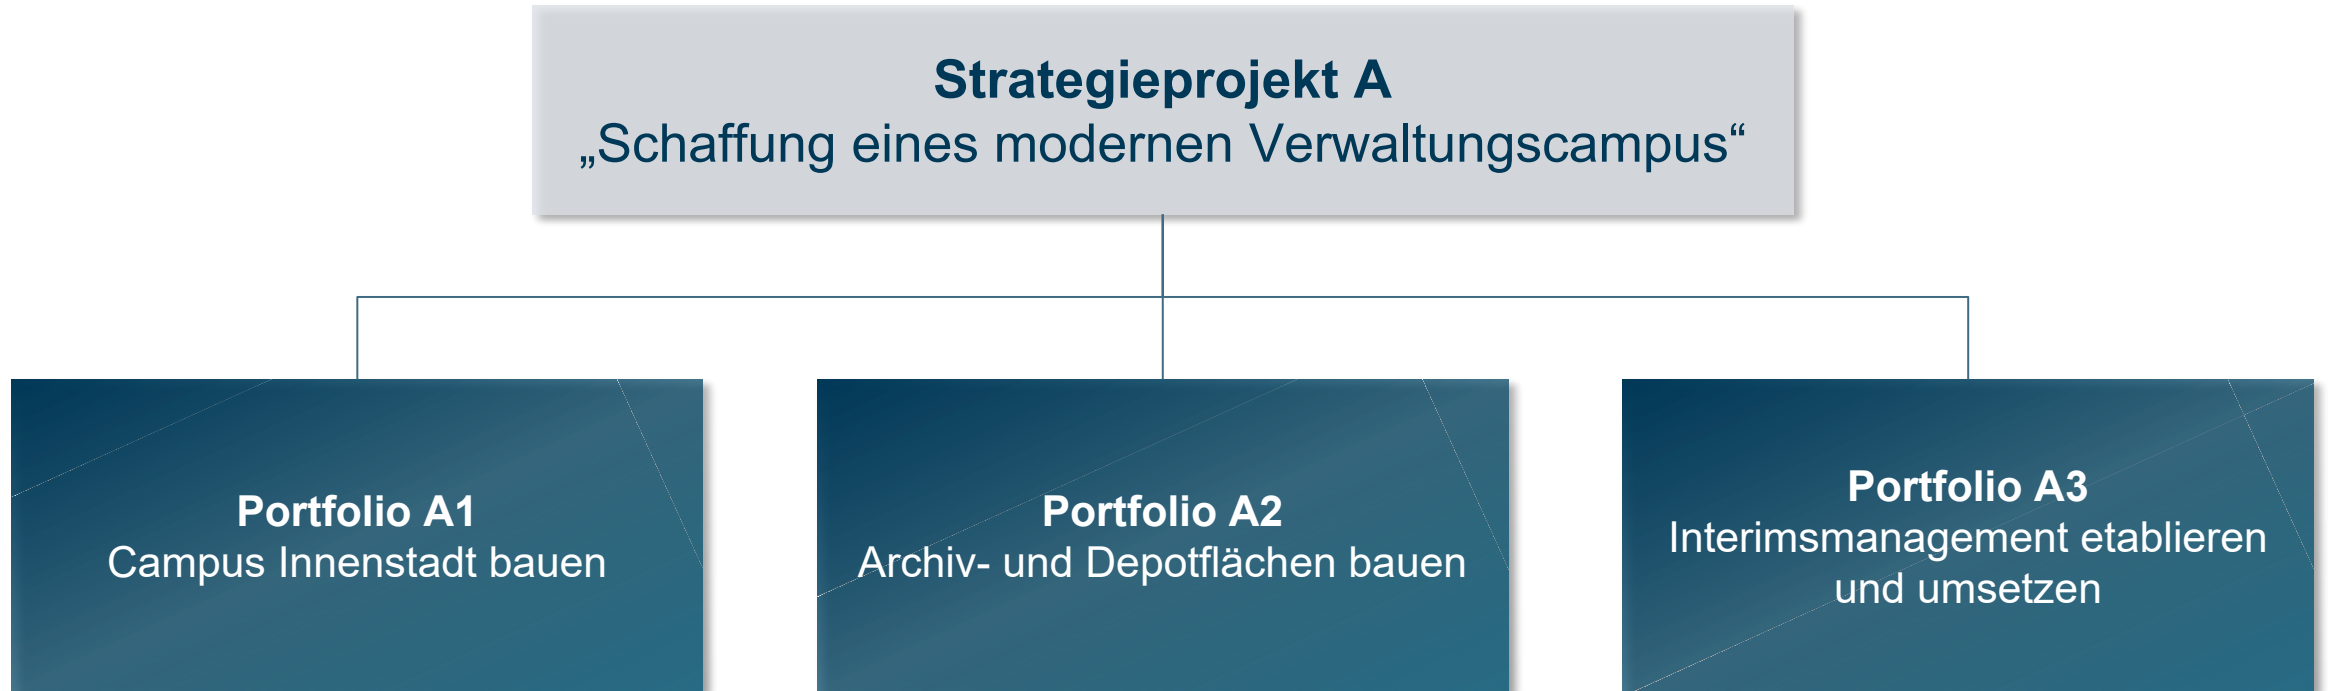 Strategieprojekt A
„Schaffung eines modernen Verwaltungscampus“
Portfolio A1
Campus Innenstadt bauen
Portfolio A2
Archiv- und Depotflächen bauen
Portfolio A3
Interimsmanagement etablieren
und umsetzen